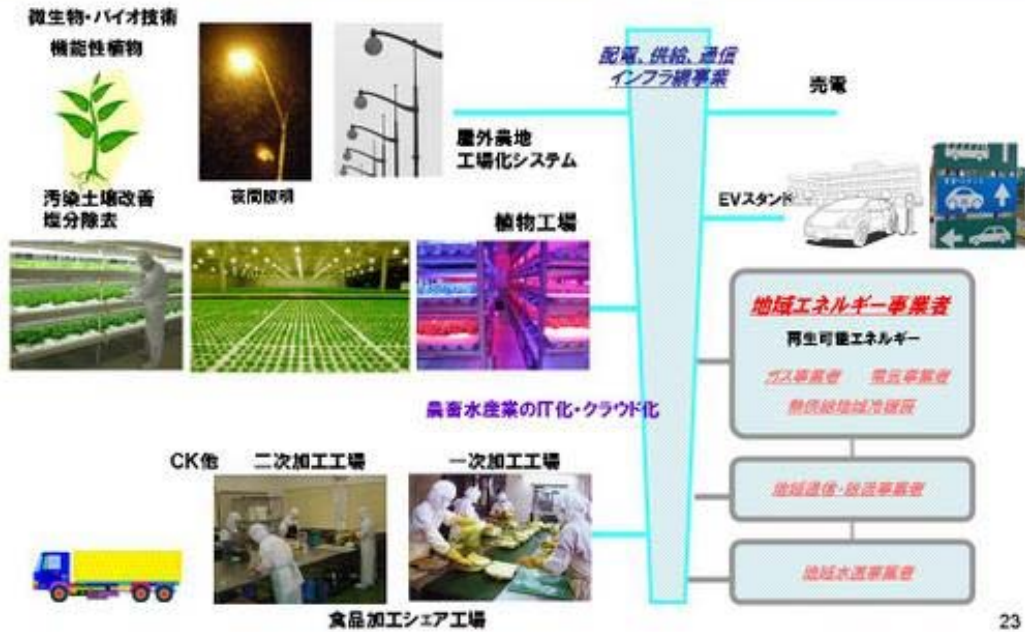 微生物・バイオ技術
機能性植物
汚染土壌改善
塩分除去
夜間照明
屋外農地
工場化システム
配電、供給、通信
インフラ網事業
売電
EVスタンド
植物工場
地域エネルギー事業者
再生可能エネルギー
ガス事業者 電気事業者
熱供給地域冷暖房
農畜水産業のIT化・クラウド化
CK他 二次加工工場 一次加工工場
地域通信・放送事業者
地域水道事業者
食品加工シェア工場
23